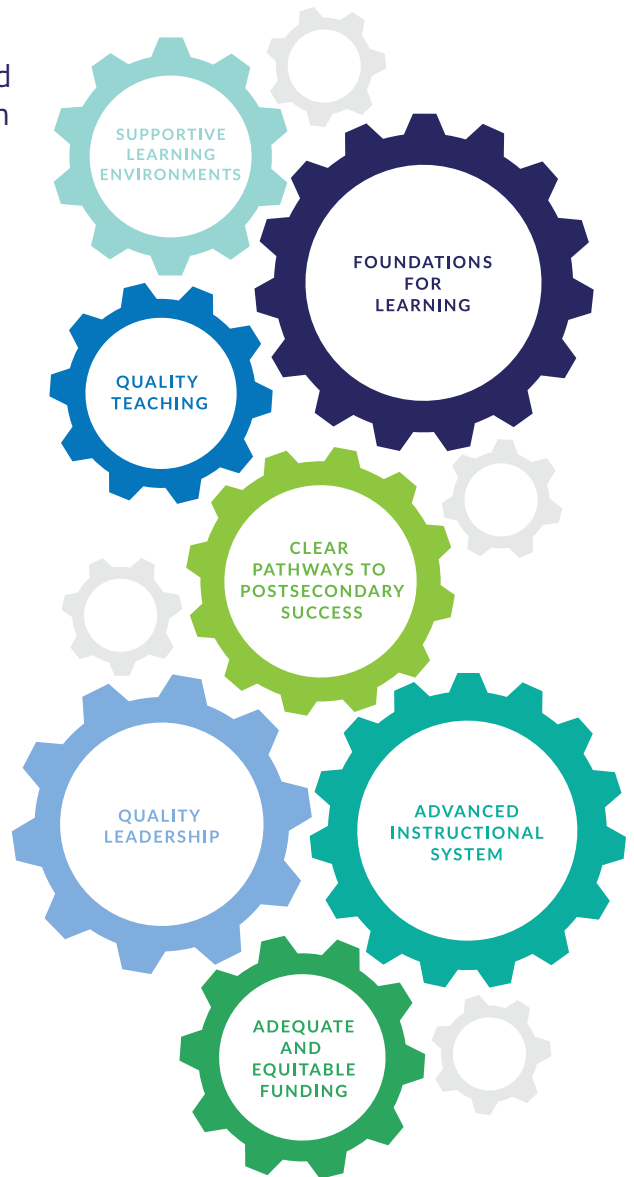 SUPPORTIVE
LEARNING
ENVIRONMENTS
FOUNDATIONS
FOR
LEARNING
QUALITY
TEACHING
CLEAR
PATHWAYS TO
POSTSECONDARY
SUCCESS
QUALITY
LEADERSHIP
ADVANCED
INSTRUCTIONAL
SYSTEM
ADEQUATE
AND
EQUITABLE
FUNDING